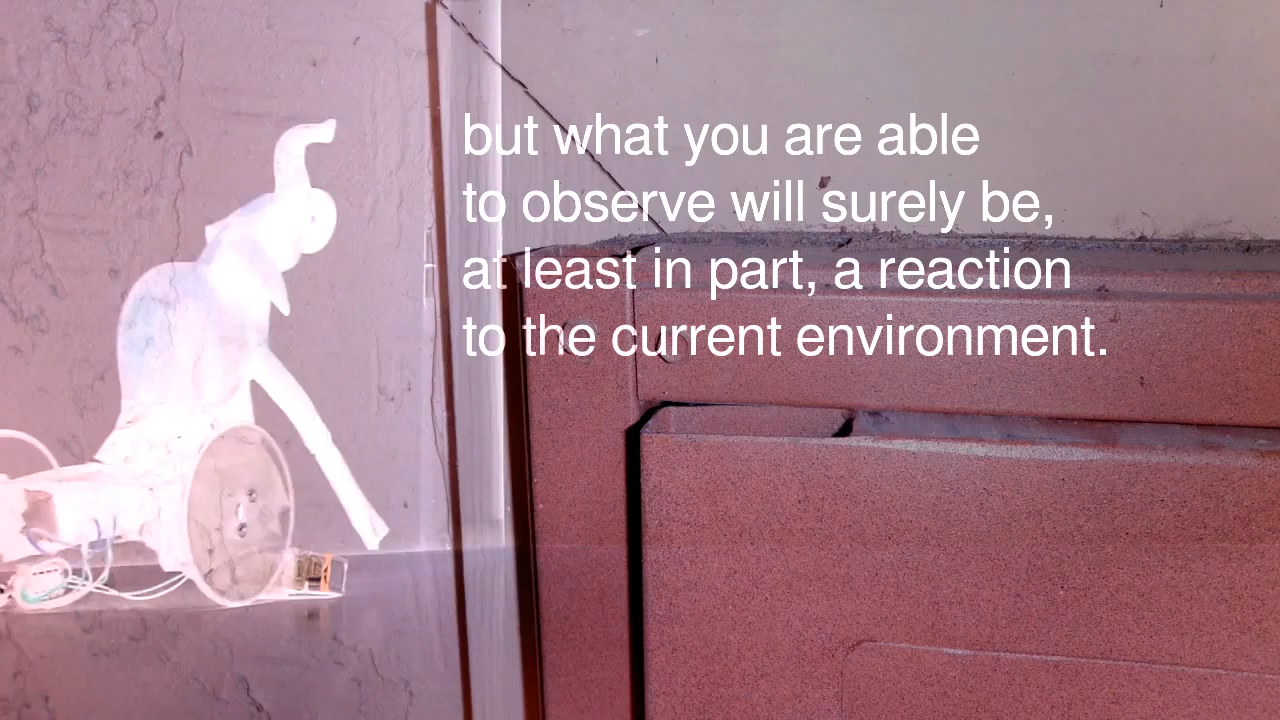 but what you are able
to observe will surely be,
at least in part, a reaction
to the current environment.